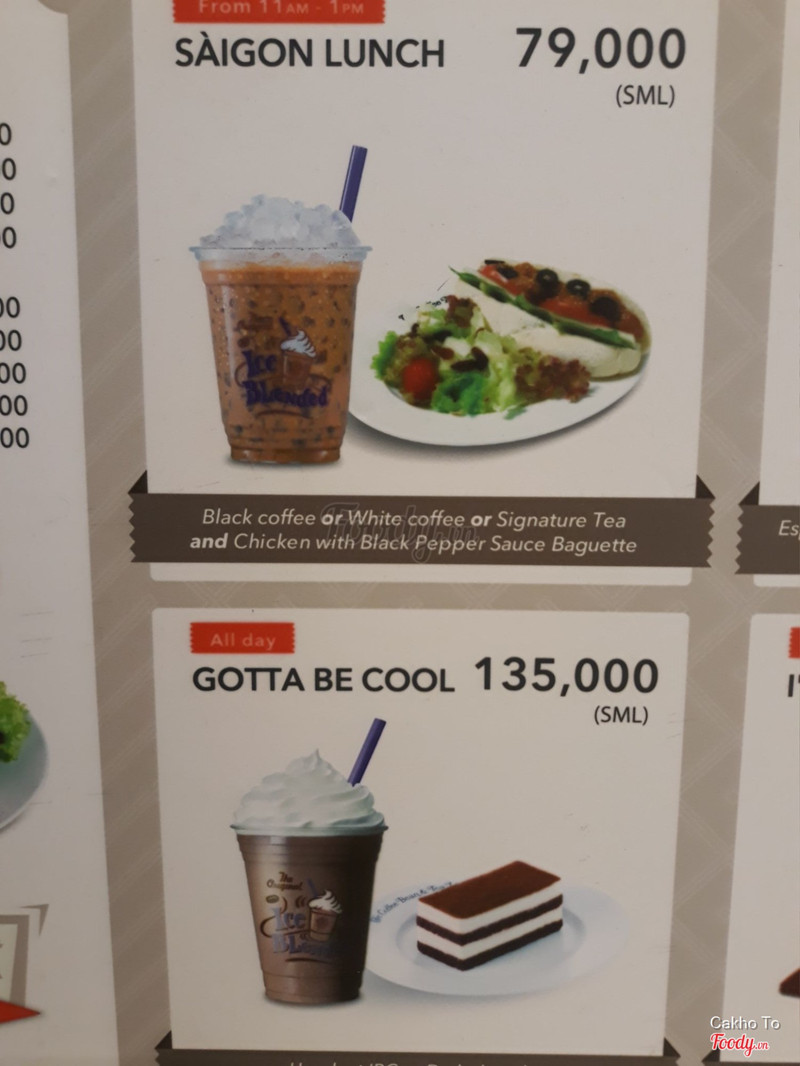 From 11AM - 1PM
SÀIGON LUNCH 79,000
(SML)
Ice
Blended
Black coffee or White coffee or Signature Tea
and Chicken with Black Pepper Sauce Baguette
Foody.vn
All day
GOTTA BE COOL 135,000
(SML)
The
Original
Ice
Blended
Cakho To
Foody.vn